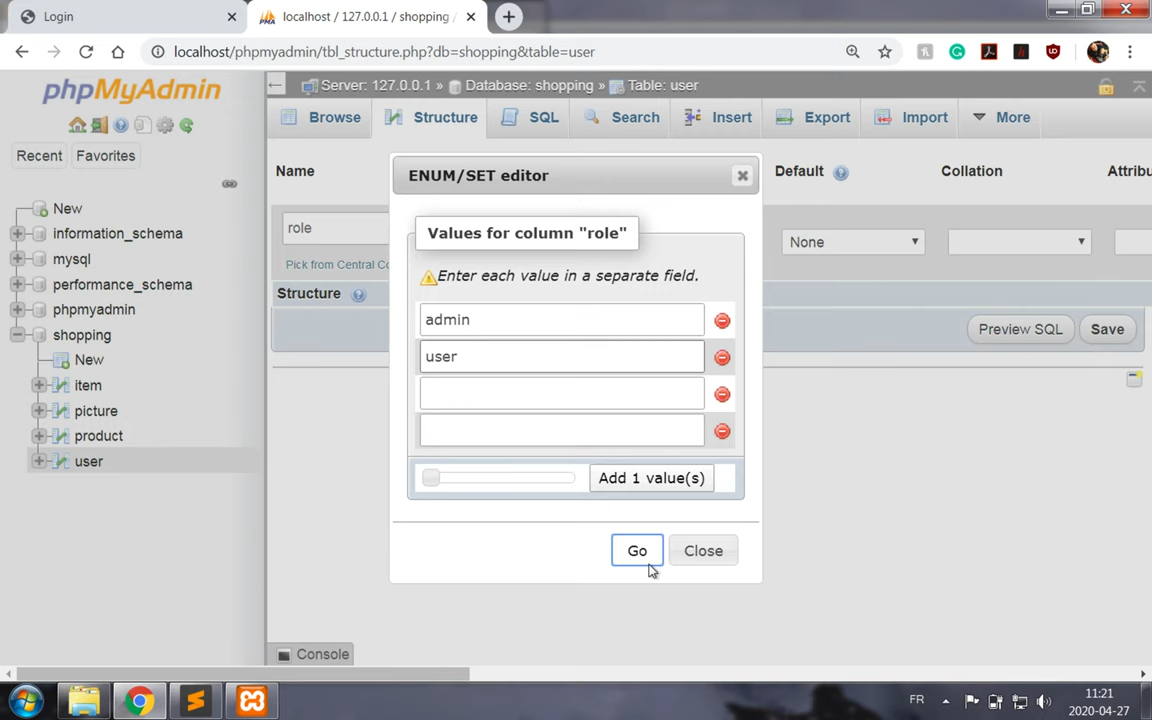 Login
localhost / 127.0.0.1 / shopping /
localhost/phpmyadmin/tbl_structure.php?db=shopping&table=user
phpMyAdmin
Recent
Favorites
New
information_schema
mysql
performance_schema
phpmyadmin
shopping
New
item
picture
product
user
Server: 127.0.0.1 » Database: shopping » Table: user
Browse
Structure
SQL
Search
Insert
Export
Import
More
Name
Default
Collation
role
None
Pick from Central
Structure
Preview SQL
Save
ENUM/SET editor
Values for column "role"
Enter each value in a separate field.
admin
user
Add 1 value(s)
Go
Close
Console
FR
11:21
2020-04-27